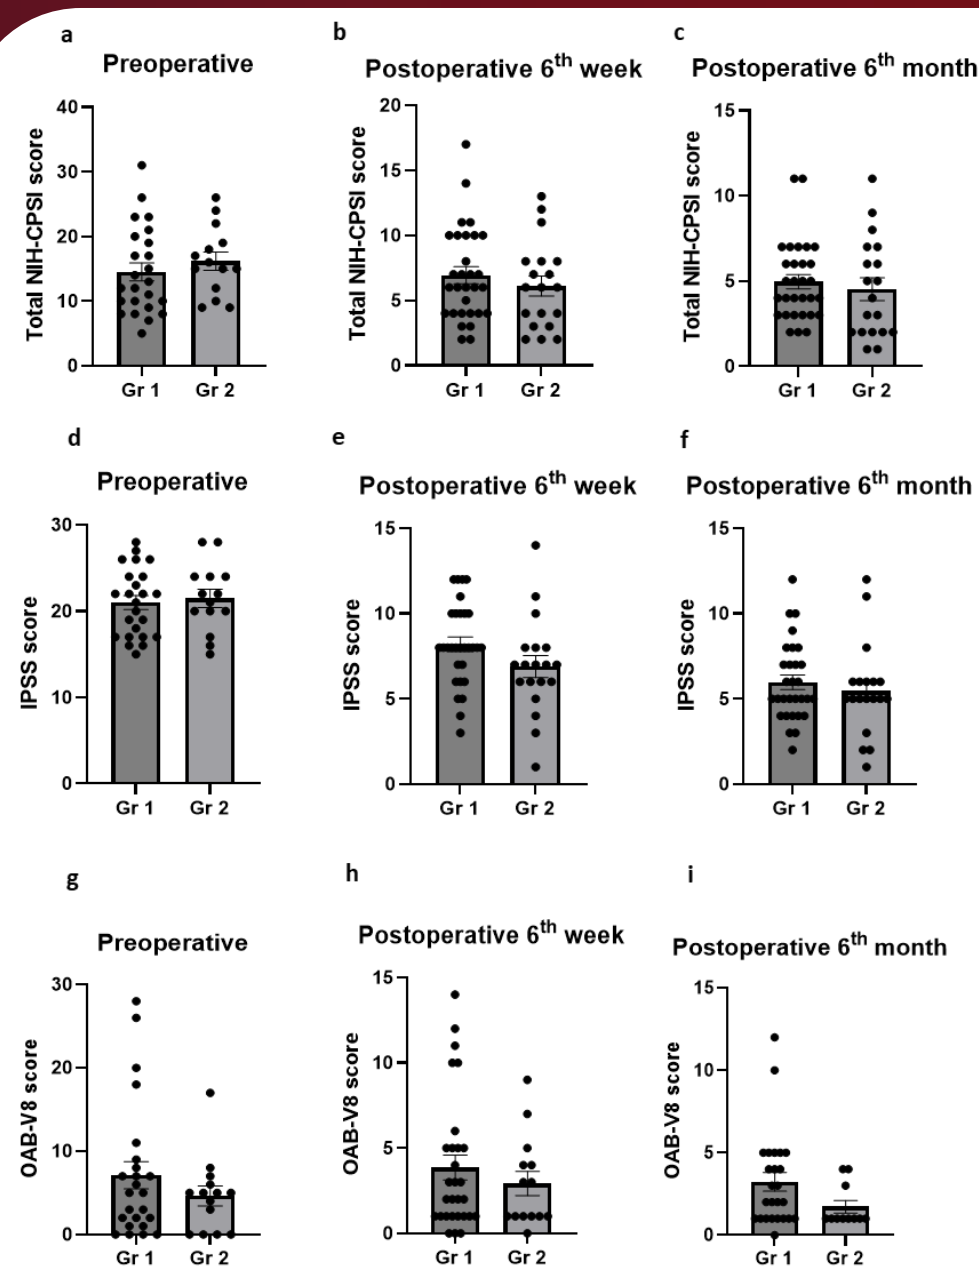 a
Preoperative
Total NIH-CPSI score
40
30
20
10
0
Gr 1 Gr 2
b
Postoperative 6th week
Total NIH-CPSI score
20
15
10
5
0
Gr 1 Gr 2
c
Postoperative 6th month
Total NIH-CPSI score
15
10
5
0
Gr 1 Gr 2
d
Preoperative
IPSS score
30
20
10
0
Gr 1 Gr 2
e
Postoperative 6th week
IPSS score
15
10
5
0
Gr 1 Gr 2
f
Postoperative 6th month
IPSS score
15
10
5
0
Gr 1 Gr 2
g
Preoperative
OAB-V8 score
30
20
10
0
Gr 1 Gr 2
h
Postoperative 6th week
OAB-V8 score
15
10
5
0
Gr 1 Gr 2
i
Postoperative 6th month
OAB-V8 score
15
10
5
0
Gr 1 Gr 2